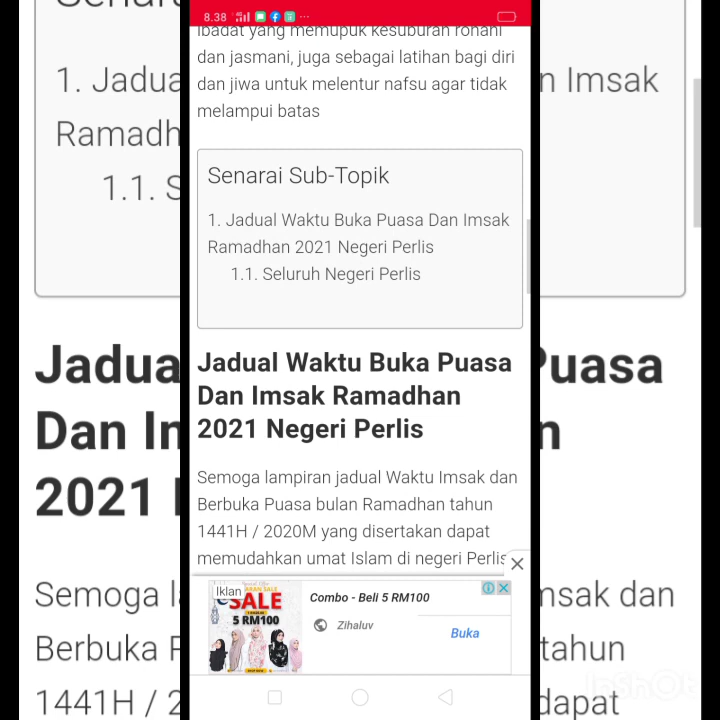 8.38
ibadat yang memupuk kesuburan rohani
dan jasmani, juga sebagai latihan bagi diri
dan jiwa untuk melentur nafsu agar tidak
melampui batas
Senarai Sub-Topik
1. Jadual Waktu Buka Puasa Dan Imsak
Ramadhan 2021 Negeri Perlis
1.1. Seluruh Negeri Perlis
Jadual Waktu Buka Puasa
Dan Imsak Ramadhan
2021 Negeri Perlis
Semoga lampiran jadual Waktu Imsak dan
Berbuka Puasa bulan Ramadhan tahun
1441H / 2020M yang disertakan dapat
memudahkan umat Islam di negeri Perlis
Iklan
SALE
5 RM100
Combo - Beli 5 RM100
Zihaluv
Buka
InShOt